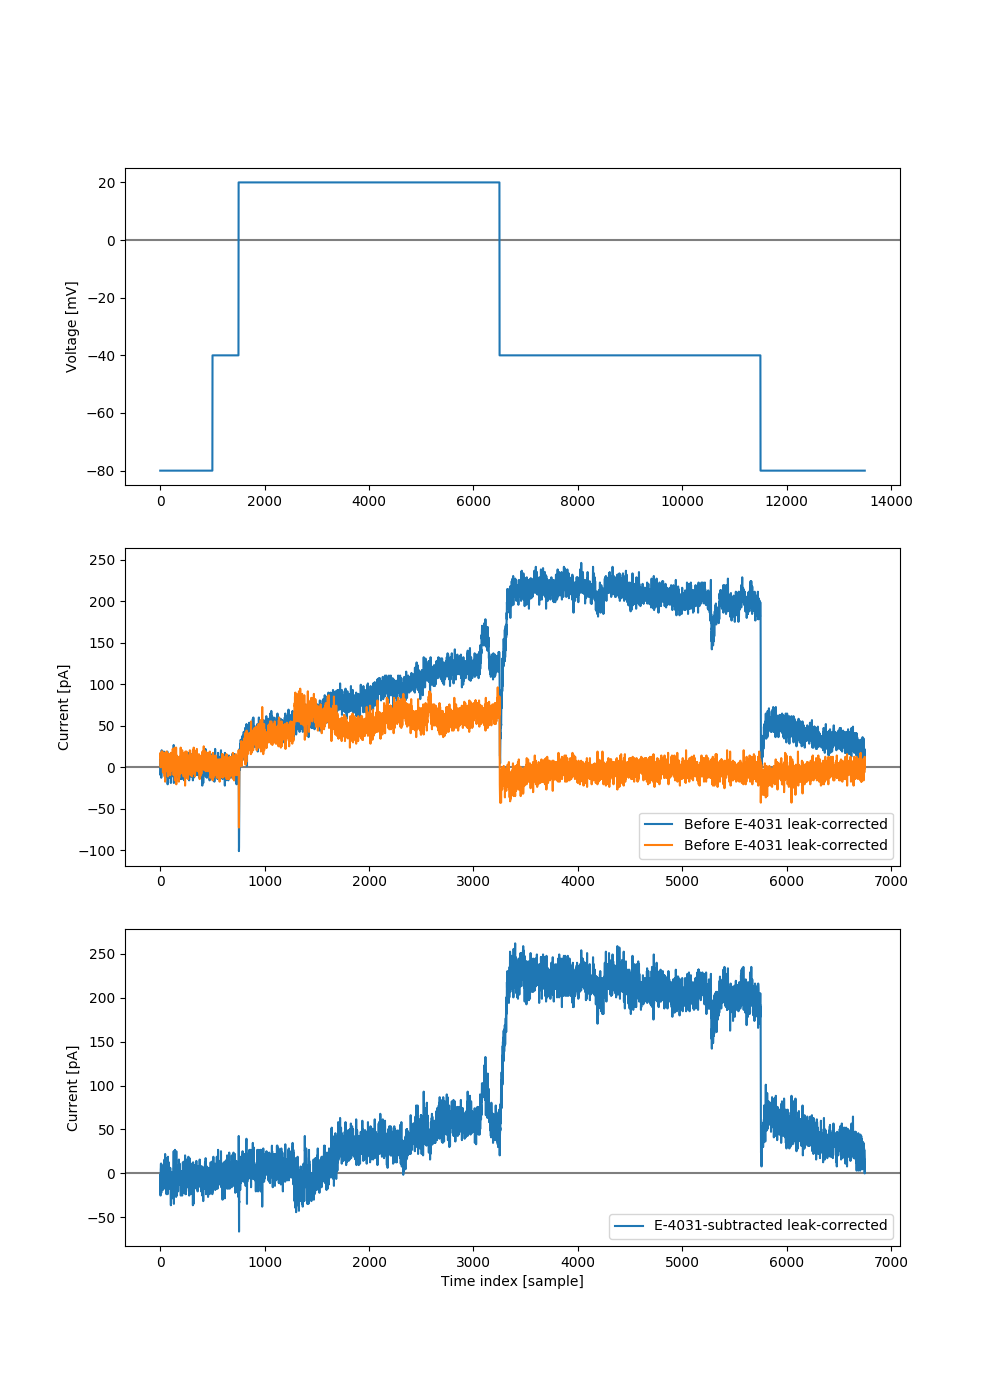 20
0
−20
−40
−60
−80
Voltage [mV]
0 2000 4000 6000 8000 10000 12000 14000
250
200
150
100
50
0
−50
−100
Current [pA]
Before E-4031 leak-corrected
Before E-4031 leak-corrected
0 1000 2000 3000 4000 5000 6000 7000
250
200
150
100
50
0
−50
Current [pA]
E-4031-subtracted leak-corrected
0 1000 2000 3000 4000 5000 6000 7000
Time index [sample]